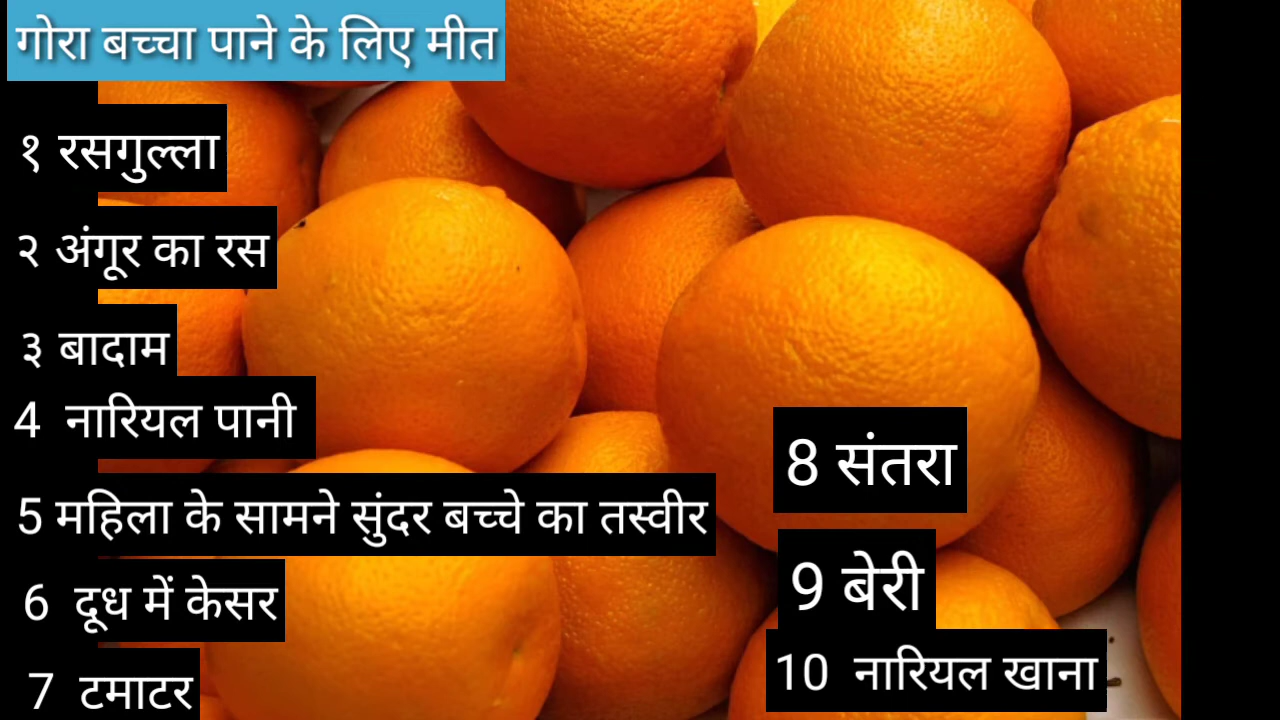 गोरा बच्चा पाने के लिए मीत
१ रसगुल्ला
२ अंगूर का रस
३ बादाम
4 नारियल पानी
5 महिला के सामने सुंदर बच्चे का तस्वीर
6 दूध में केसर
7 टमाटर
8 संतरा
9 बेरी
10 नारियल खाना